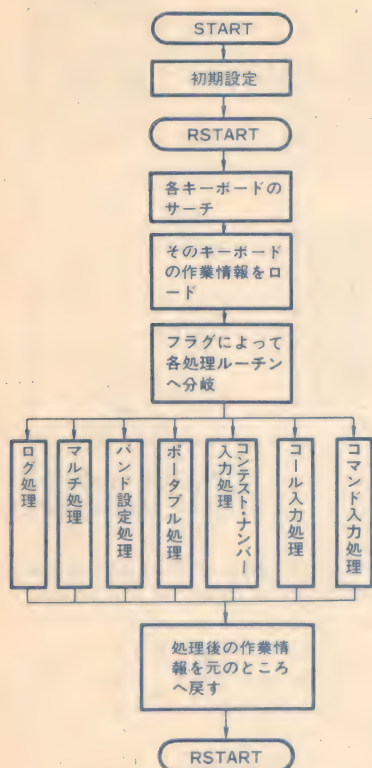 START
初期設定
RSTART
各キーボードの
サーチ
そのキーボード
の作業情報をロ
ード
フラグによって
各処理ルーチン
へ分岐
ログ処理
マルチ処理
バンド設定処理
ポータブル処理
コンテスト・ナンバー
入力処理
コール入力処理
コマンド入力処理
処理後の作業情
報を元のところ
へ戻す
RSTART